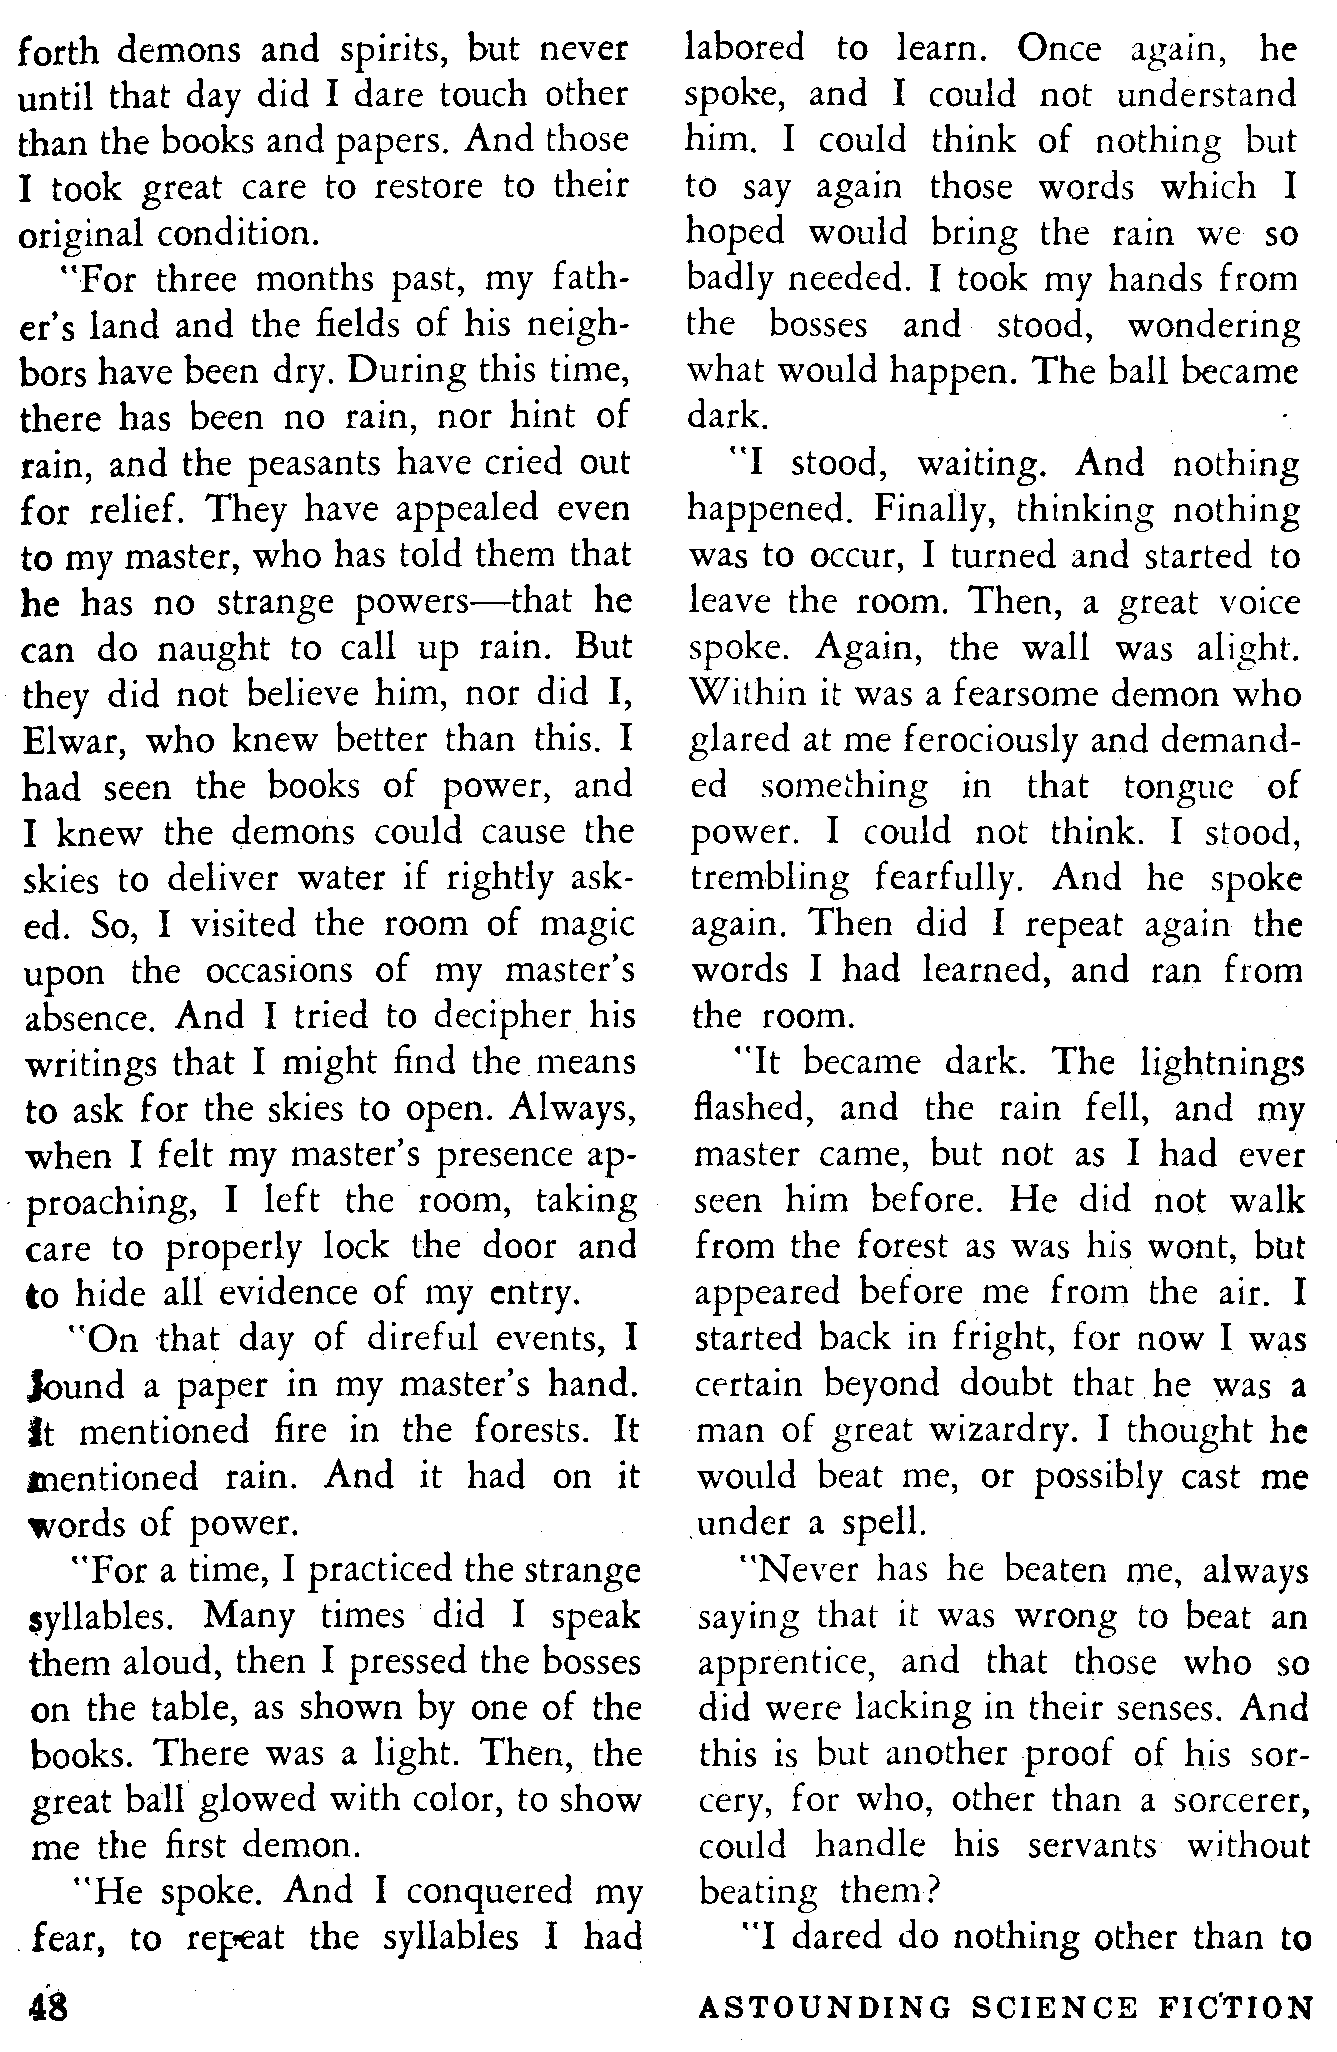 forth demons and spirits, but never
until that day did I dare touch other
than the books and papers. And those
I took great care to restore to their
original condition.
"For three months past, my fath-
er's land and the fields of his neigh-
bors have been dry. During this time,
there has been no rain, nor hint of
rain, and the peasants have cried out
for relief. They have appealed even
to my master, who has told them that
he has no strange powers—that he
can do naught to call up rain. But
they did not believe him, nor did I,
Elwar, who knew better than this. I
had seen the books of power, and
I knew the demons could cause the
skies to deliver water if rightly ask-
ed. So, I visited the room of magic
upon the occasions of my master's
absence. And I tried to decipher his
writings that I might find the means
to ask for the skies to open. Always,
when I felt my master's presence ap-
proaching, I left the room, taking
care to properly lock the door and
to hide all evidence of my entry.
"On that day of direful events, I
found a paper in my master's hand.
It mentioned fire in the forests. It
mentioned rain. And it had on it
words of power.
"For a time, I practiced the strange
syllables. Many times did I speak
them aloud, then I pressed the bosses
on the table, as shown by one of the
books. There was a light. Then, the
great ball glowed with color, to show
me the first demon.
"He spoke. And I conquered my
fear, to repeat the syllables I had
labored to learn. Once again, he
spoke, and I could not understand
him. I could think of nothing but
to say again those words which I
hoped would bring the rain we so
badly needed. I took my hands from
the bosses and stood, wondering
what would happen. The ball became
dark.
"I stood, waiting. And nothing
happened. Finally, thinking nothing
was to occur, I turned and started to
leave the room. Then, a great voice
spoke. Again, the wall was alight.
Within it was a fearsome demon who
glared at me ferociously and demand-
ed something in that tongue of
power. I could not think. I stood,
trembling fearfully. And he spoke
again. Then did I repeat again the
words I had learned, and ran from
the room.
"It became dark. The lightnings
flashed, and the rain fell, and my
master came, but not as I had ever
seen him before. He did not walk
from the forest as was his wont, but
appeared before me from the air. I
started back in fright, for now I was
certain beyond doubt that he was a
man of great wizardry. I thought he
would beat me, or possibly cast me
under a spell.
"Never has he beaten me, always
saying that it was wrong to beat an
apprentice, and that those who so
did were lacking in their senses. And
this is but another proof of his sor-
cery, for who, other than a sorcerer,
could handle his servants without
beating them?
"I dared do nothing other than to
48
ASTOUNDING SCIENCE FICTION